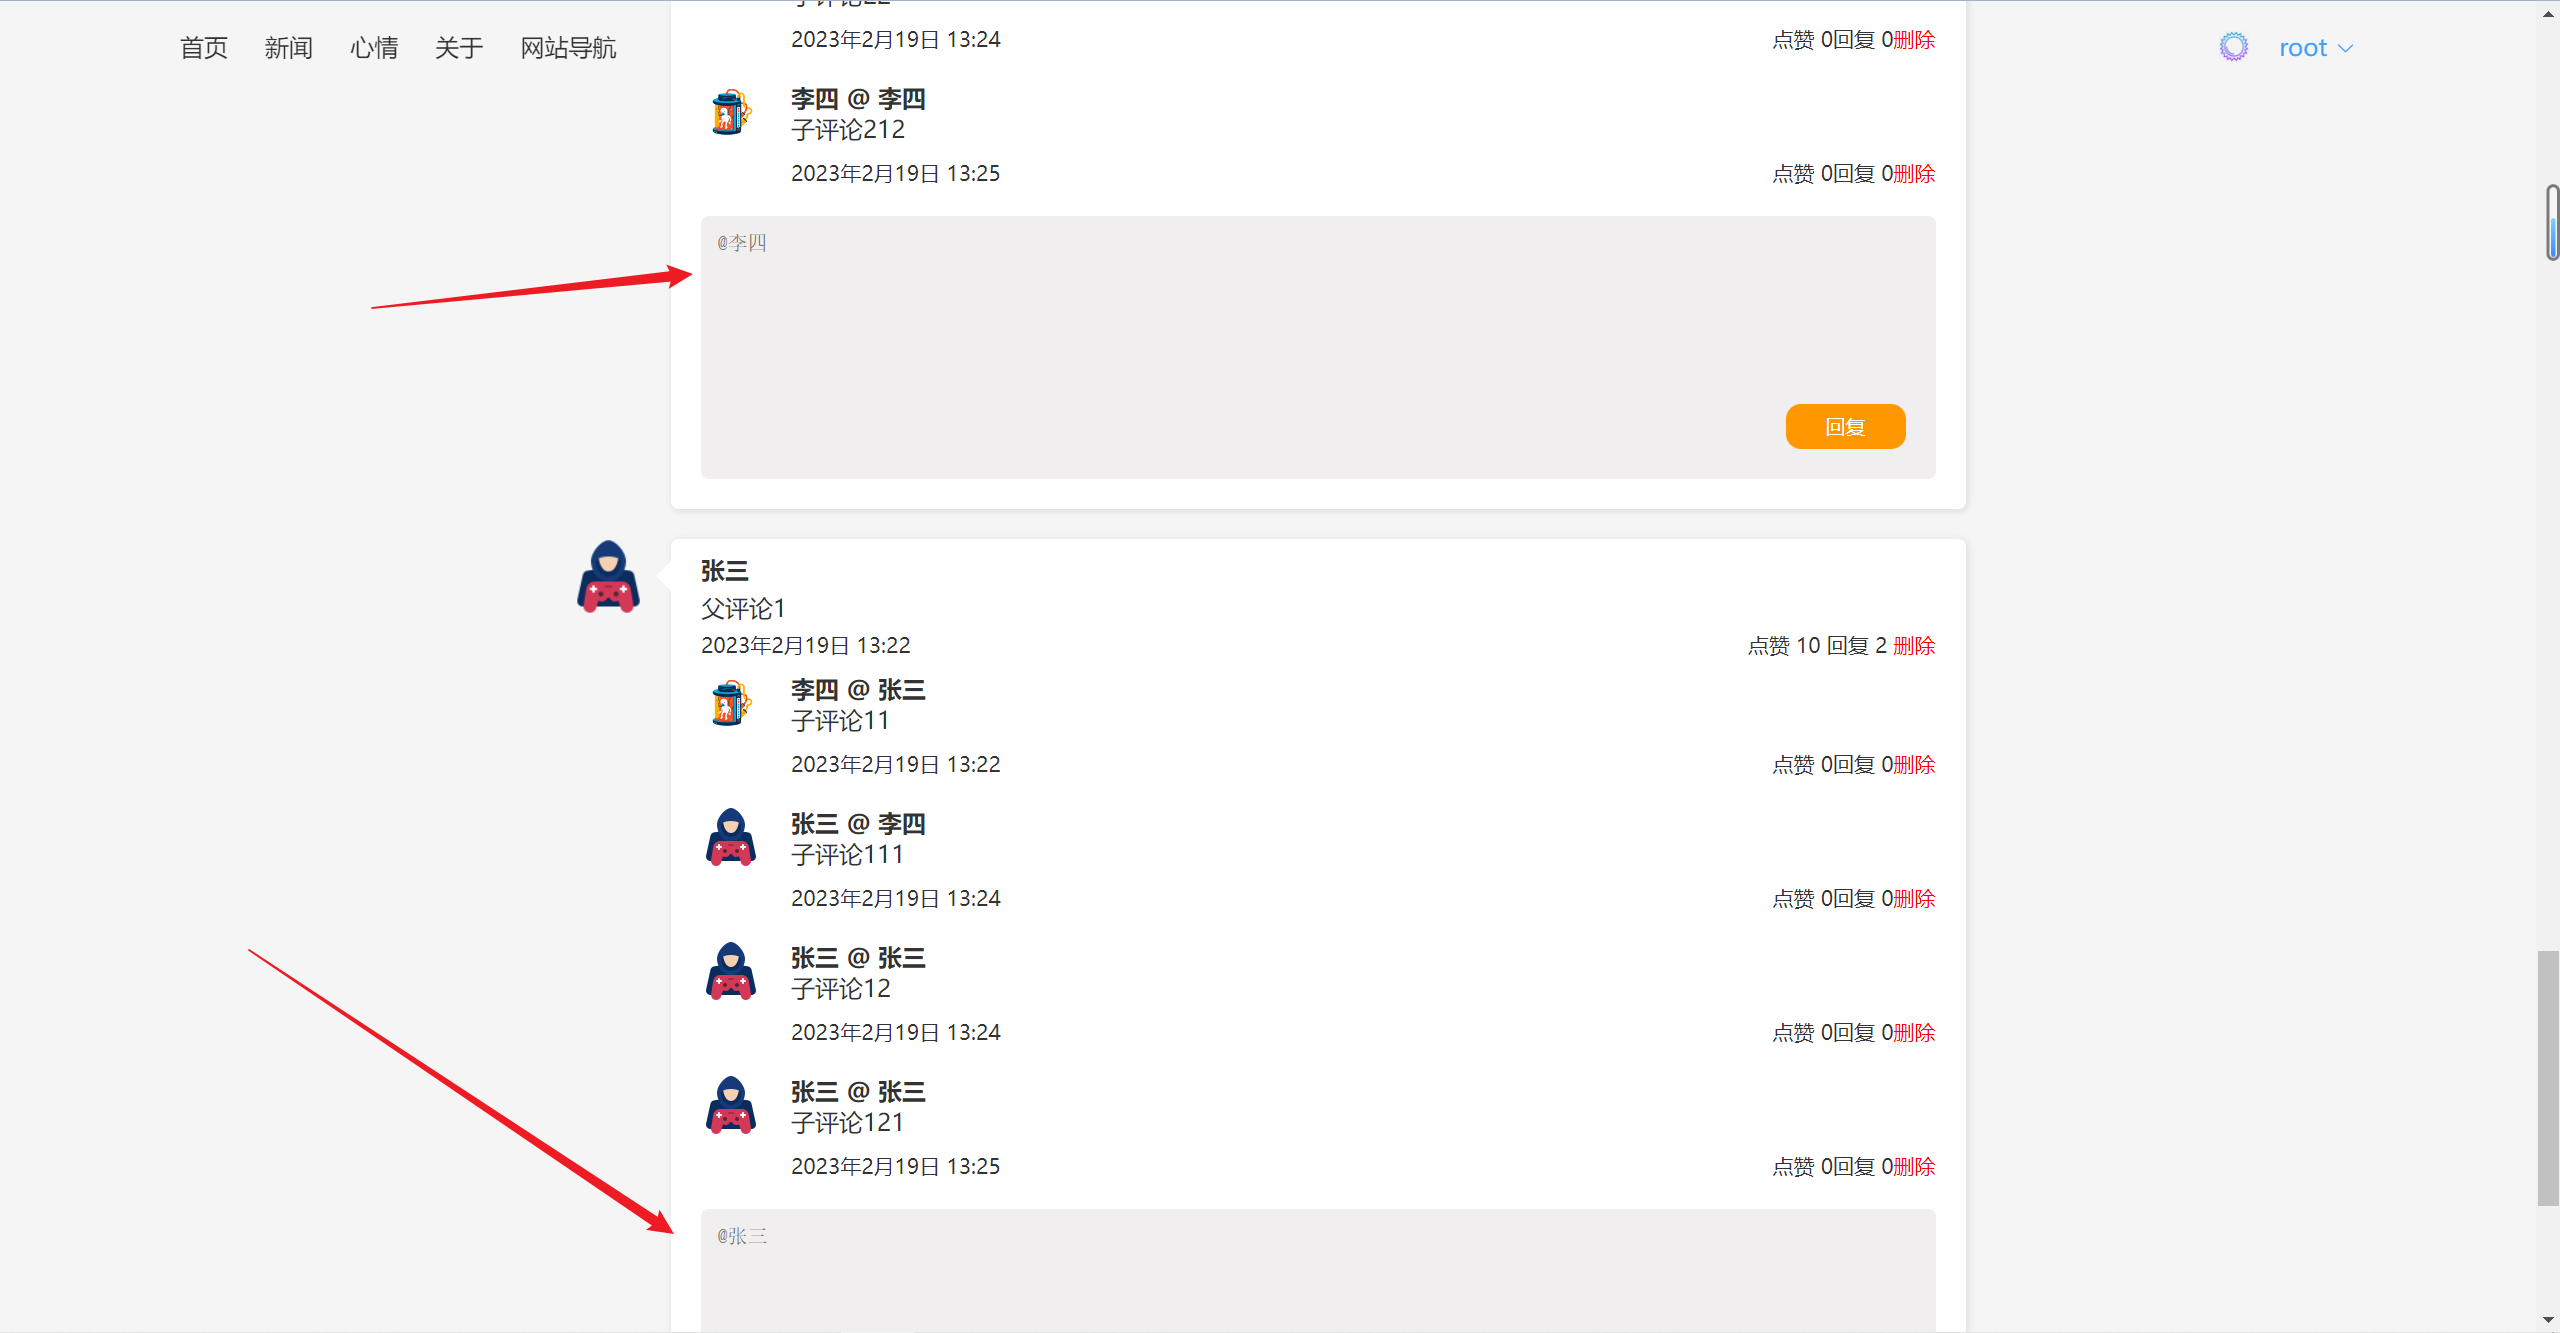 首页 新闻 心情 关于 网站导航 root
2023年2月19日 13:24 点赞 0回复 0删除
李四 @ 李四
子评论212
2023年2月19日 13:25 点赞 0回复 0删除
@李四
回复
张三
父评论1
2023年2月19日 13:22 点赞 10 回复 2 删除
李四 @ 张三
子评论11
2023年2月19日 13:22 点赞 0回复 0删除
张三 @ 李四
子评论111
2023年2月19日 13:24 点赞 0回复 0删除
张三 @ 张三
子评论12
2023年2月19日 13:24 点赞 0回复 0删除
张三 @ 张三
子评论121
2023年2月19日 13:25 点赞 0回复 0删除
@张三